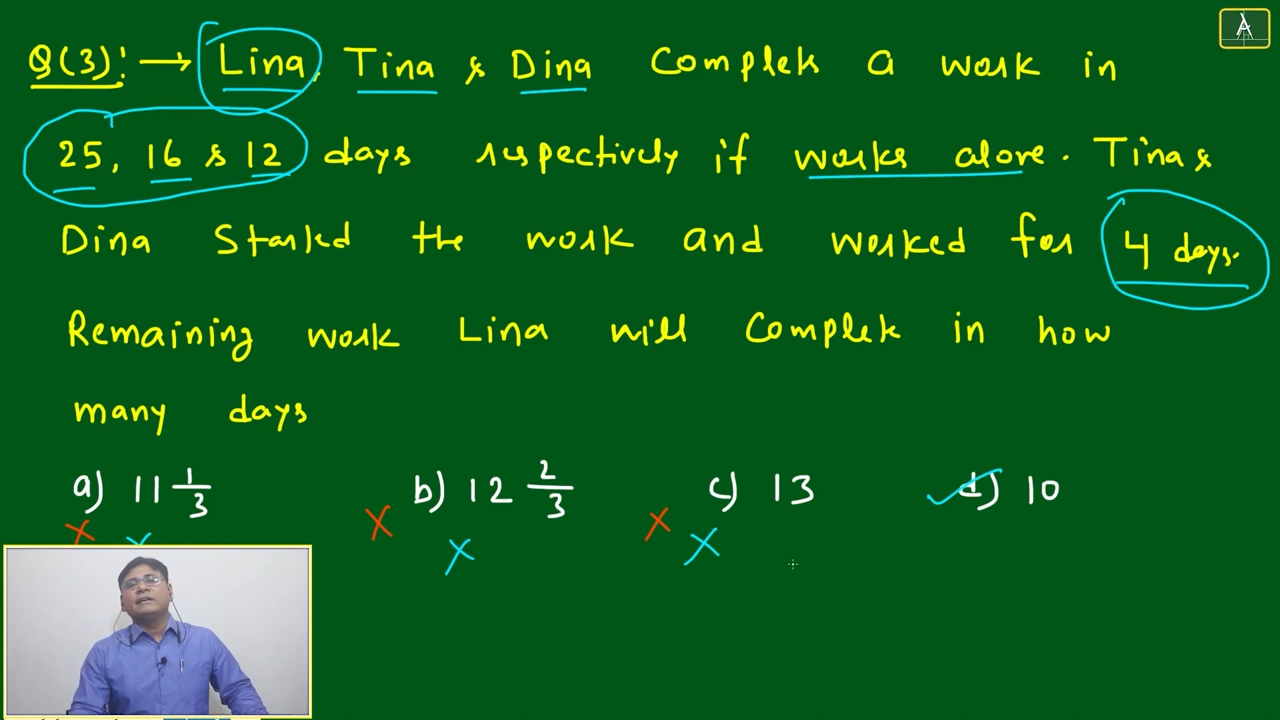 Q(3):→ Lina, Tina & Dina Complete a work in
25, 16 & 12 days respectively if works alone. Tina &
Dina Started the work and worked for 4 days.
Remaining work Lina will Complete in how
many days
a) 11 1/3 b) 12 2/3 c) 13 d) 10